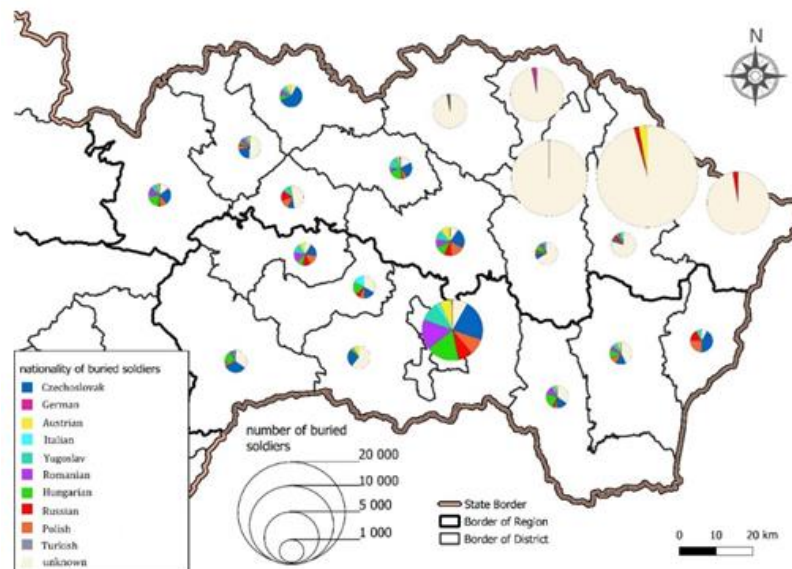 N
nationality of buried soldiers
Czechoslovak
German
Austrian
Italian
Yugoslav
Romanian
Hungarian
Russian
Polish
Turkish
unknown
number of buried
soldiers
20 000
10 000
5 000
1 000
State Border
Border of Region
Border of District
0 10 20 km